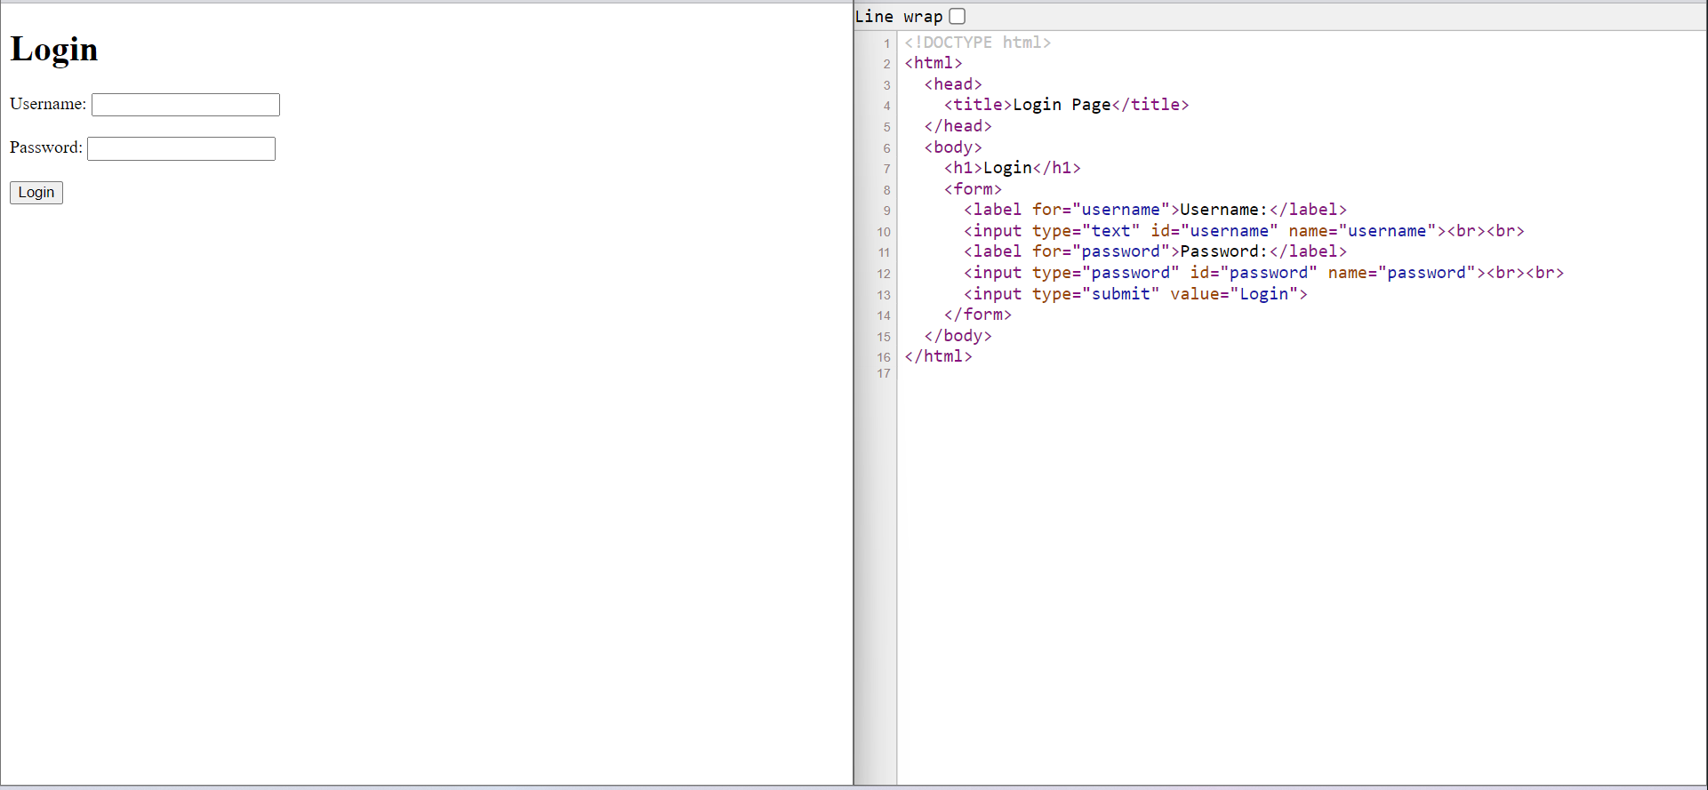 Login
Username:
Password:
Login
Line wrap
1 <!DOCTYPE html>
2 <html>
3   <head>
4     <title>Login Page</title>
5   </head>
6   <body>
7     <h1>Login</h1>
8     <form>
9       <label for="username">Username:</label>
10       <input type="text" id="username" name="username"><br><br>
11       <label for="password">Password:</label>
12       <input type="password" id="password" name="password"><br><br>
13       <input type="submit" value="Login">
14     </form>
15   </body>
16 </html>
17